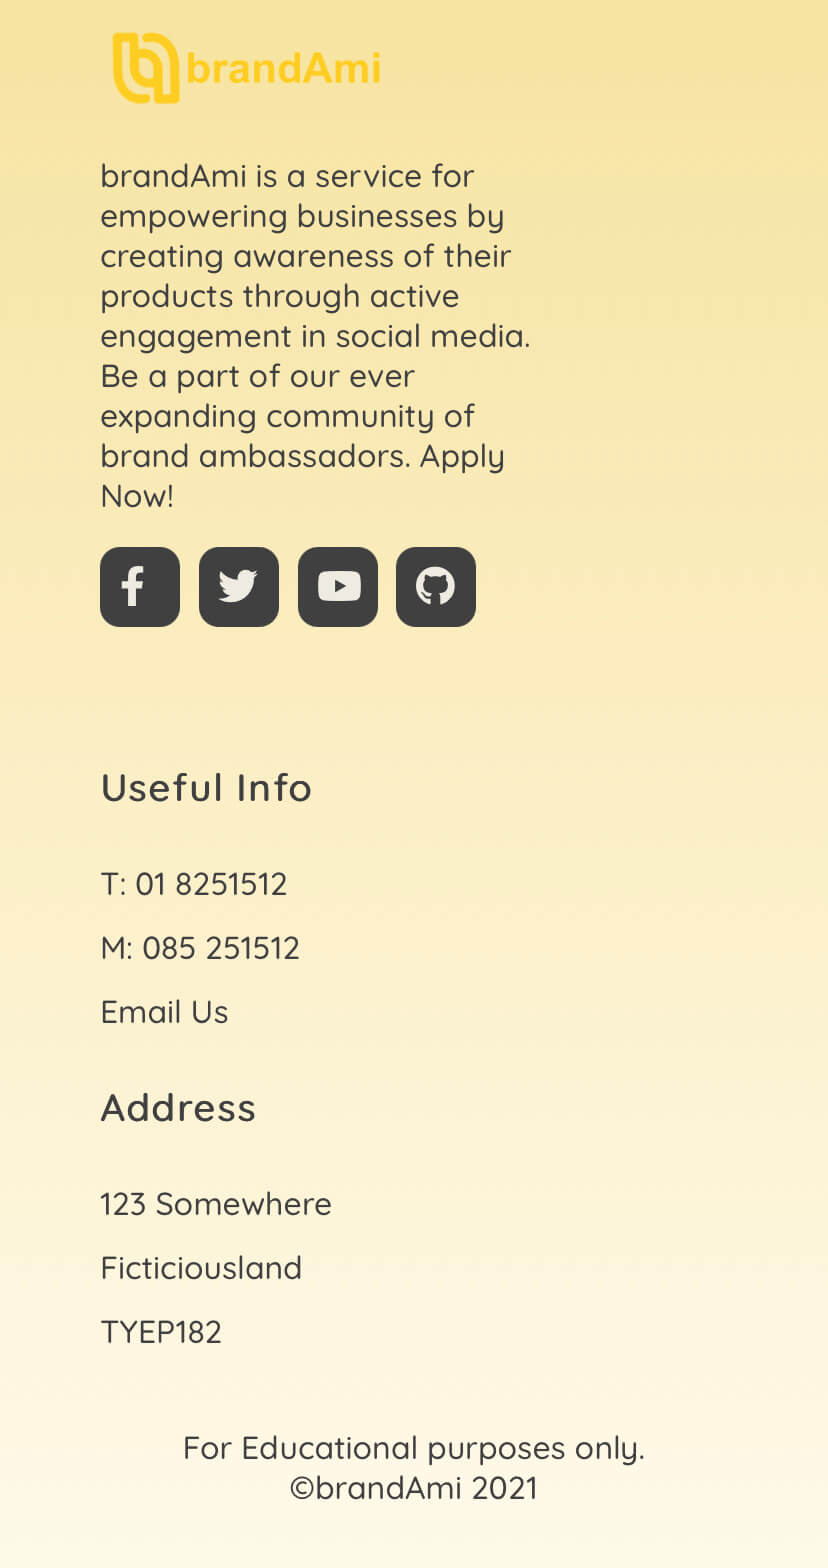 brandAmi
brandAmi is a service for
empowering businesses by
creating awareness of their
products through active
engagement in social media.
Be a part of our ever
expanding community of
brand ambassadors. Apply
Now!
Useful Info
T: 01 8251512
M: 085 251512
Email Us
Address
123 Somewhere
Ficticiousland
TYEP182
For Educational purposes only.
©brandAmi 2021